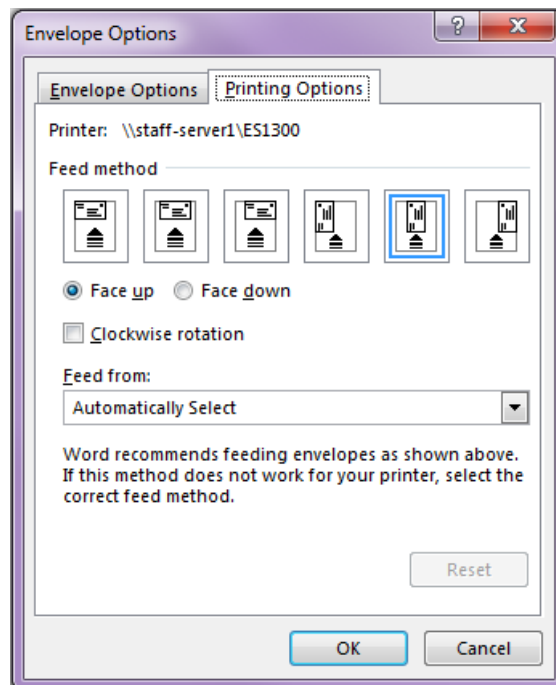 Envelope Options
Envelope Options
Printing Options
Printer: \\staff-server1\ES1300
Feed method
Face up
Face down
Clockwise rotation
Feed from:
Automatically Select
Word recommends feeding envelopes as shown above.
If this method does not work for your printer, select the
correct feed method.
Reset
OK
Cancel